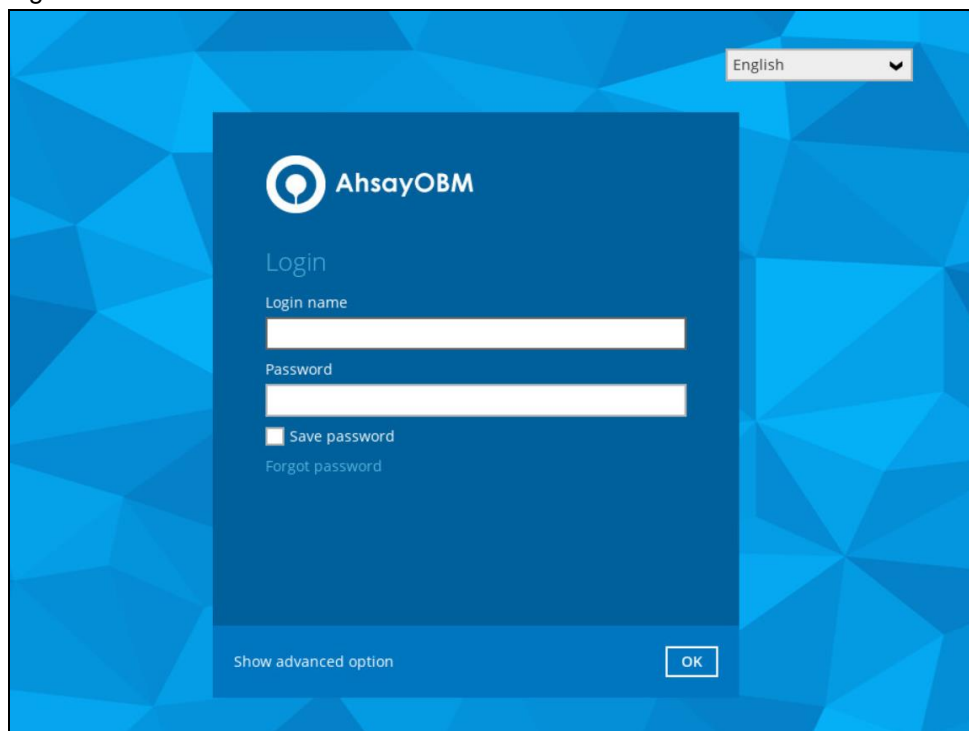 English
AhsayOBM
Login
Login name
Password
Save password
Forgot password
Show advanced option
OK